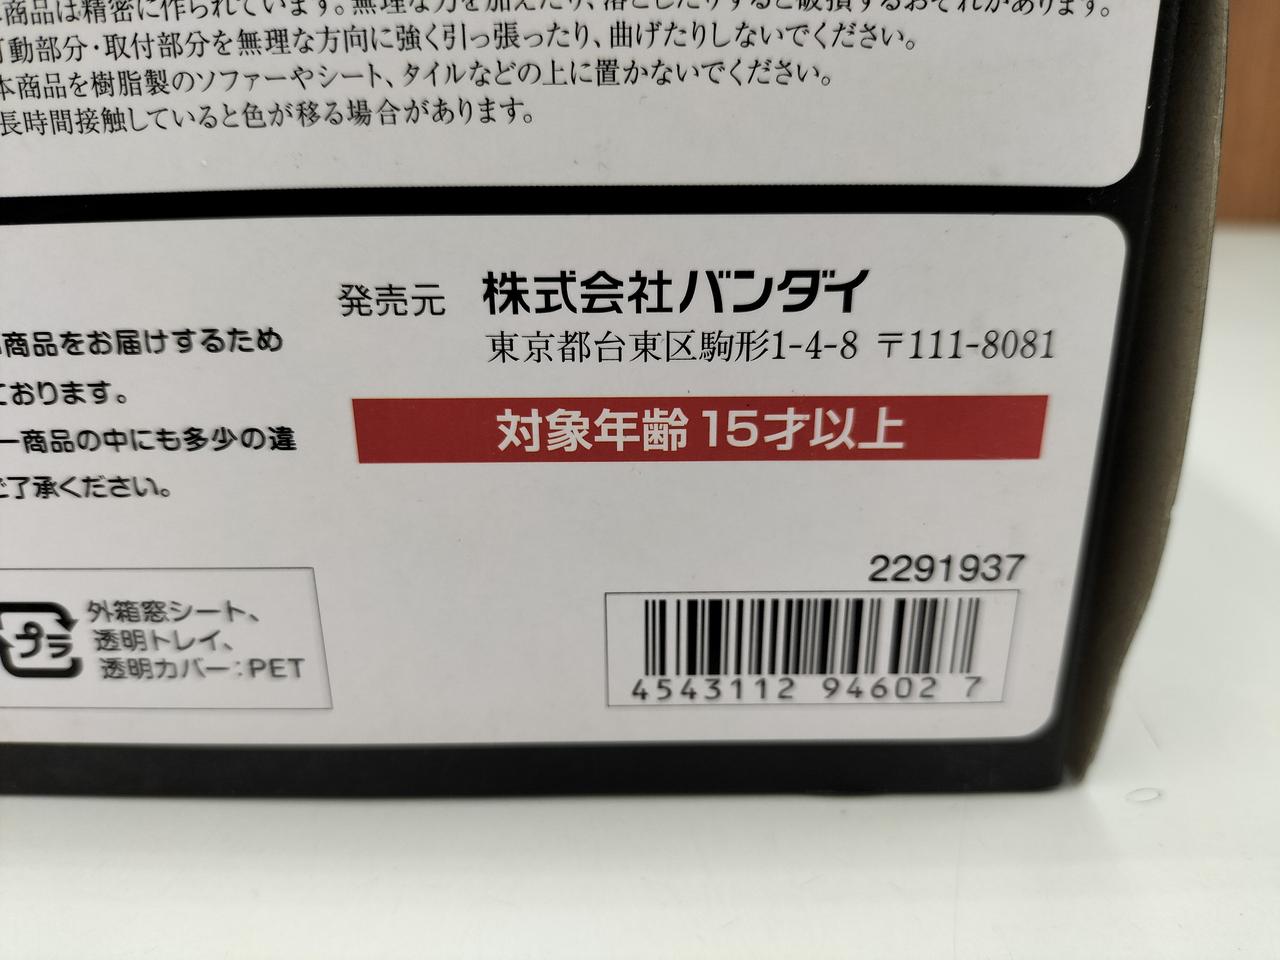 商品は精密に作られています。無理な力を加えたり、落としたりすると破損するおそれがあります。
可動部分・取付部分を無理な方向に強く引っ張ったり、曲げたりしないでください。
本商品を樹脂製のソファーやシート、タイルなどの上に置かないでください。
長時間接触していると色が移る場合があります。
商品をお届けするため
ております。
一商品の中にも多少の違
ご了承ください。
発売元 株式会社バンダイ
東京都台東区駒形1-4-8 〒111-8081
対象年齢 15才以上
プラ
外箱窓シート、
透明トレイ、
透明カバー:PET
2291937
4543112 94602 7